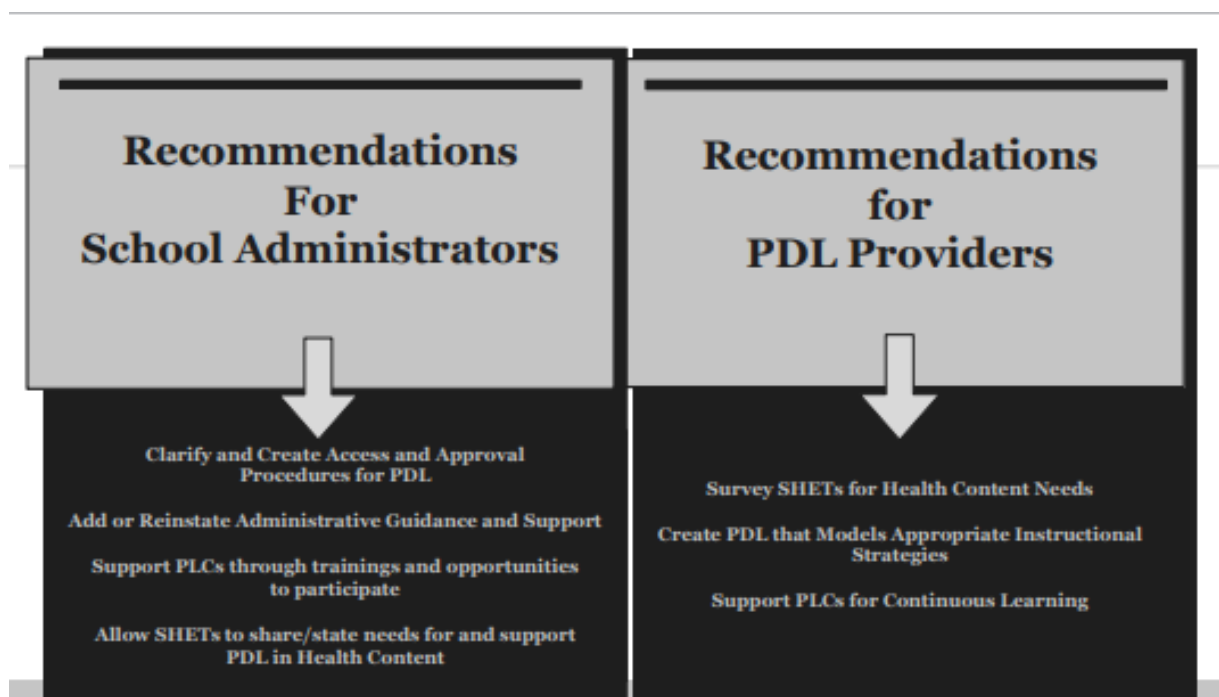 Recommendations
For
School Administrators
Clarify and Create Access and Approval
Procedures for PDL
Add or Reinstate Administrative Guidance and Support
Support PLCs through trainings and opportunities
to participate
Allow SHETs to share/state needs for and support
PDL in Health Content
Recommendations
for
PDL Providers
Survey SHETs for Health Content Needs
Create PDL that Models Appropriate Instructional
Strategies
Support PLCs for Continuous Learning